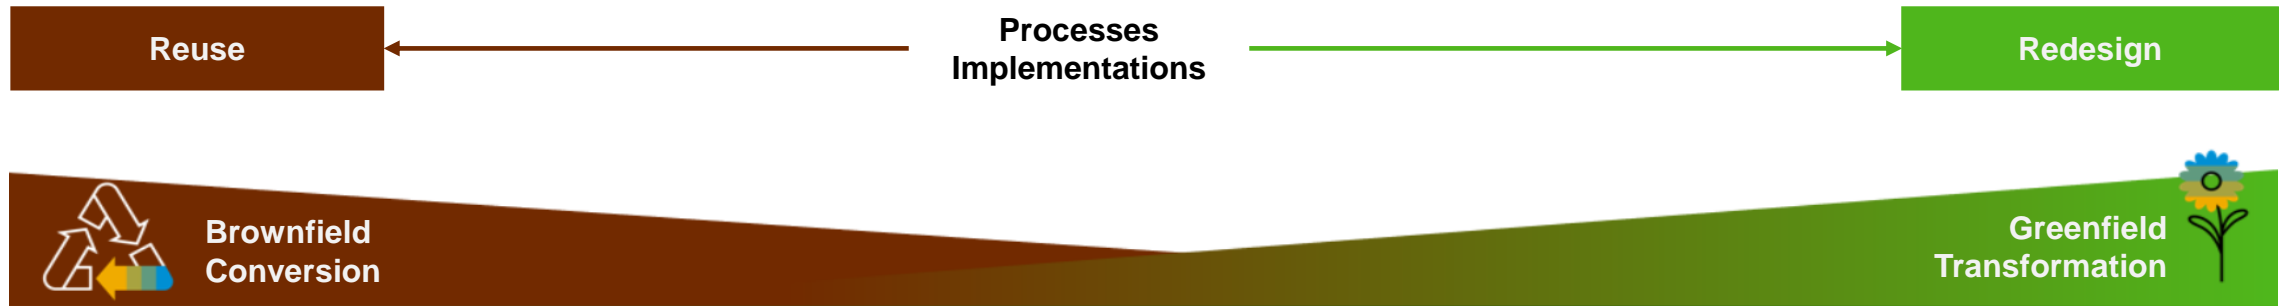 Reuse
Processes
Implementations
Redesign
Brownfield
Conversion
Greenfield
Transformation